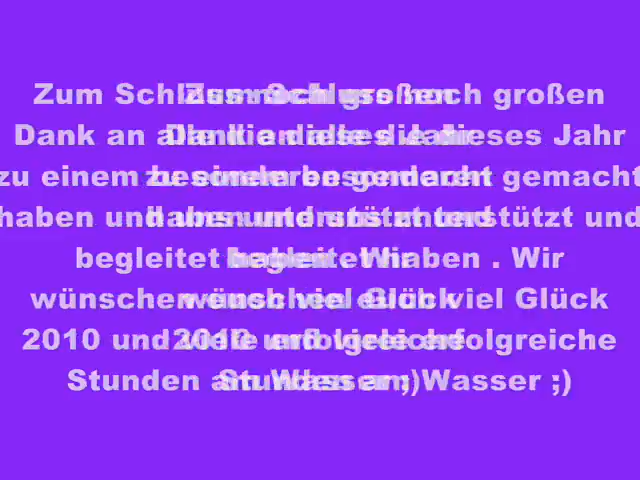 Zum Schluss noch großen
Dank an alle die dieses Jahr
zu einem besonderen gemacht
haben und uns unterstützt und
begleitet haben . Wir
wünschen euch viel Glück
2010 und viele erfolgreiche
Stunden am Wasser ;)